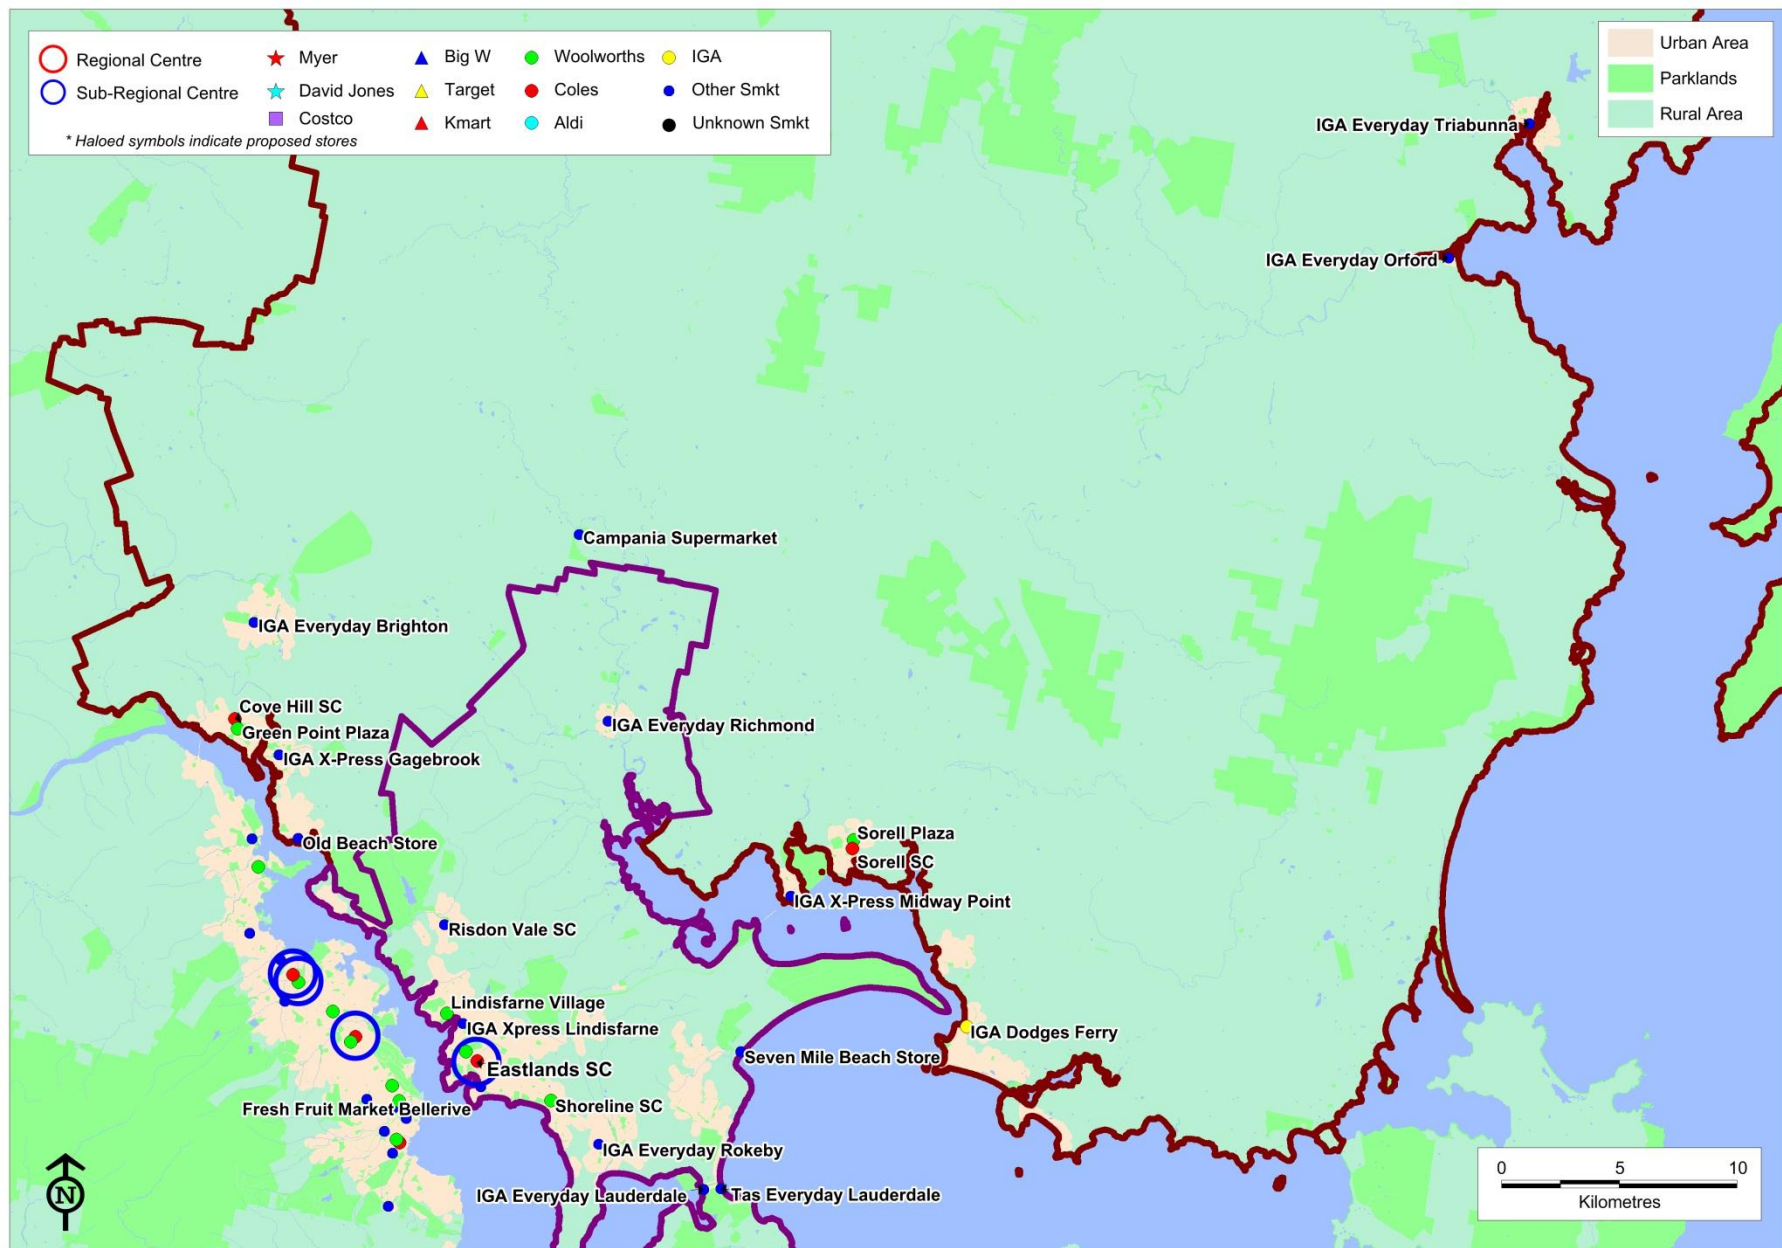 Regional Centre
Myer
Big W
Woolworths
IGA
Sub-Regional Centre
David Jones
Target
Coles
Other Smkt
Costco
Kmart
Aldi
Unknown Smkt
* Haloed symbols indicate proposed stores
Urban Area
Parklands
Rural Area
IGA Everyday Triabunna
IGA Everyday Orford
Campania Supermarket
IGA Everyday Brighton
Cove Hill SC
Green Point Plaza
IGA Everyday Richmond
IGA X-Press Gagebrook
Old Beach Store
Sorell Plaza
Sorell SC
IGA X-Press Midway Point
Risdon Vale SC
Lindisfarne Village
IGA Xpress Lindisfarne
IGA Dodges Ferry
Seven Mile Beach Store
Eastlands SC
Fresh Fruit Market Bellerive
Shoreline SC
IGA Everyday Rokeby
IGA Everyday Lauderdale
Tas Everyday Lauderdale
N
0 5 10
Kilometres